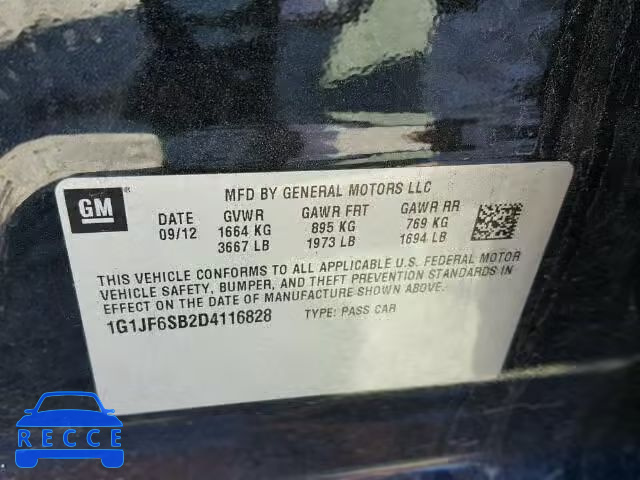 MFD BY GENERAL MOTORS LLC
GM®
DATE GVWR GAWR FRT GAWR RR
09/12 1664 KG 895 KG 769 KG
3667 LB 1973 LB 1694 LB
THIS VEHICLE CONFORMS TO ALL APPLICABLE U.S. FEDERAL MOTOR
VEHICLE SAFETY, BUMPER, AND THEFT PREVENTION STANDARDS IN
EFFECT ON THE DATE OF MANUFACTURE SHOWN ABOVE.
1G1JF6SB2D4116828 TYPE: PASS CAR
RECCE